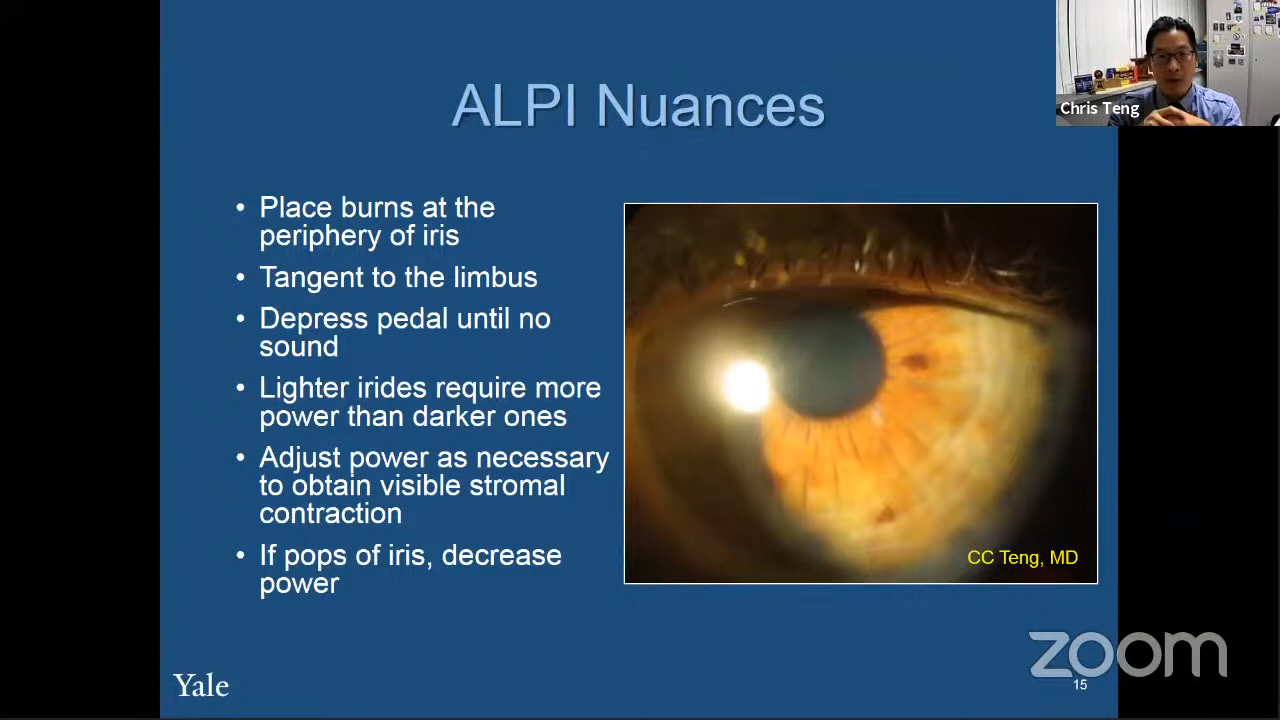 ALPI Nuances
Chris Teng
• Place burns at the
periphery of iris
• Tangent to the limbus
• Depress pedal until no
sound
• Lighter irides require more
power than darker ones
• Adjust power as necessary
to obtain visible stromal
contraction
• If pops of iris, decrease
power
CC Teng, MD
zoom
15
Yale